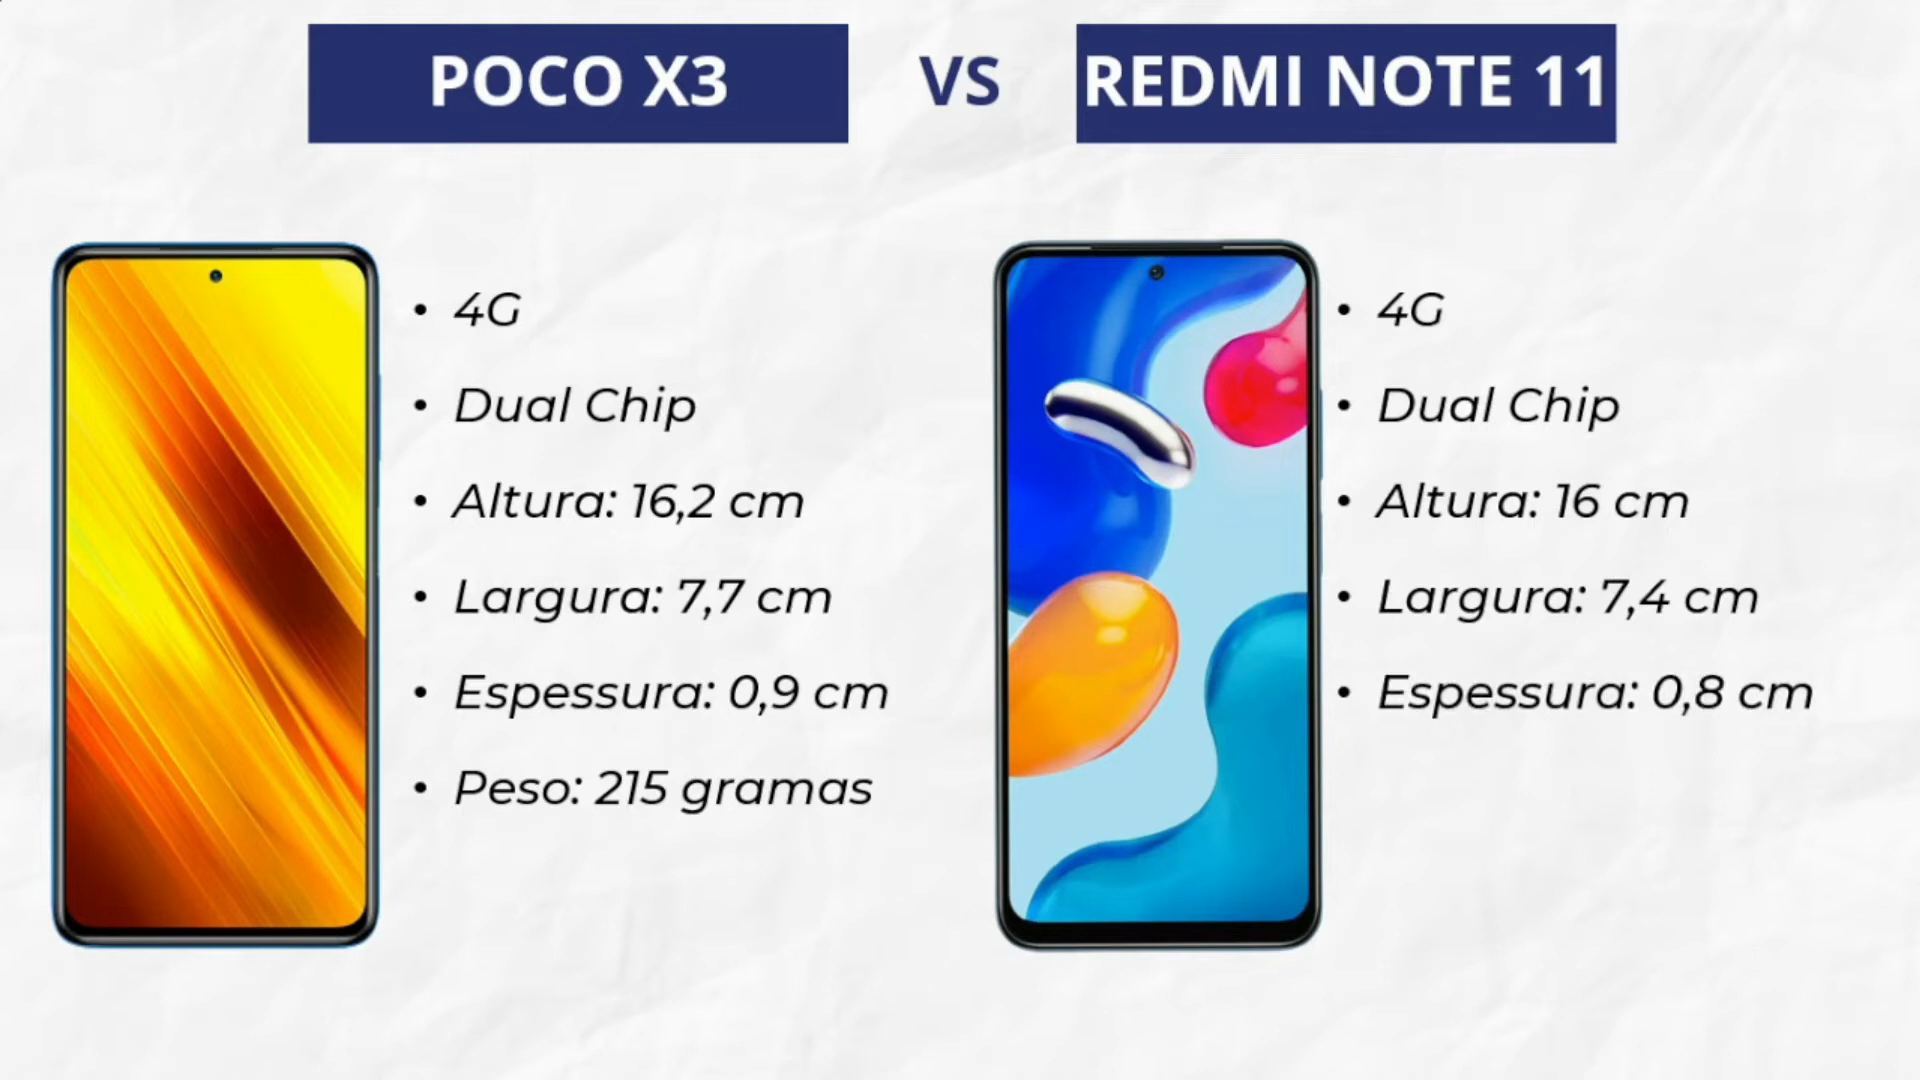 POCO X3
VS
REDMI NOTE 11
• 4G
• Dual Chip
• Altura: 16,2 cm
• Largura: 7,7 cm
• Espessura: 0,9 cm
• Peso: 215 gramas
• 4G
• Dual Chip
• Altura: 16 cm
• Largura: 7,4 cm
• Espessura: 0,8 cm